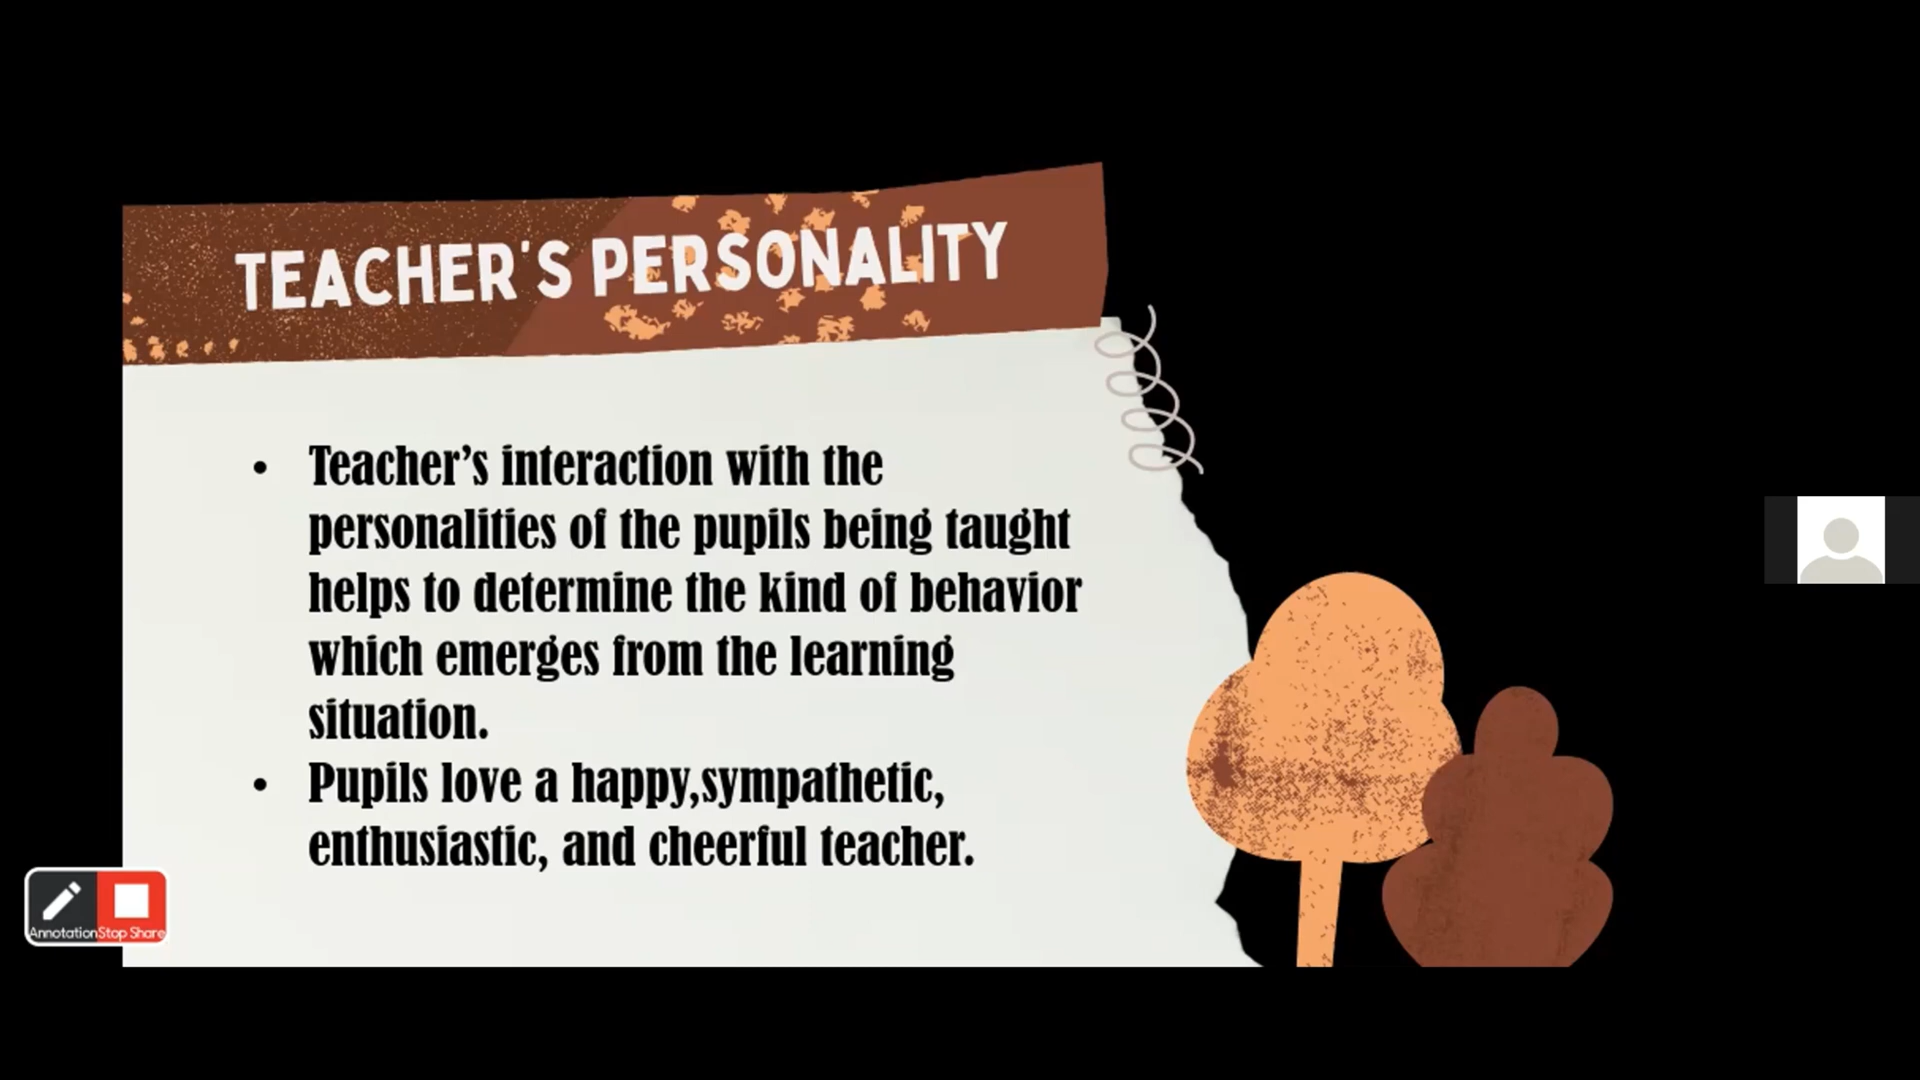 TEACHER'S PERSONALITY
• Teacher’s interaction with the
personalities of the pupils being taught
helps to determine the kind of behavior
which emerges from the learning
situation.
• Pupils love a happy,sympathetic,
enthusiastic, and cheerful teacher.
Annotation Stop Share